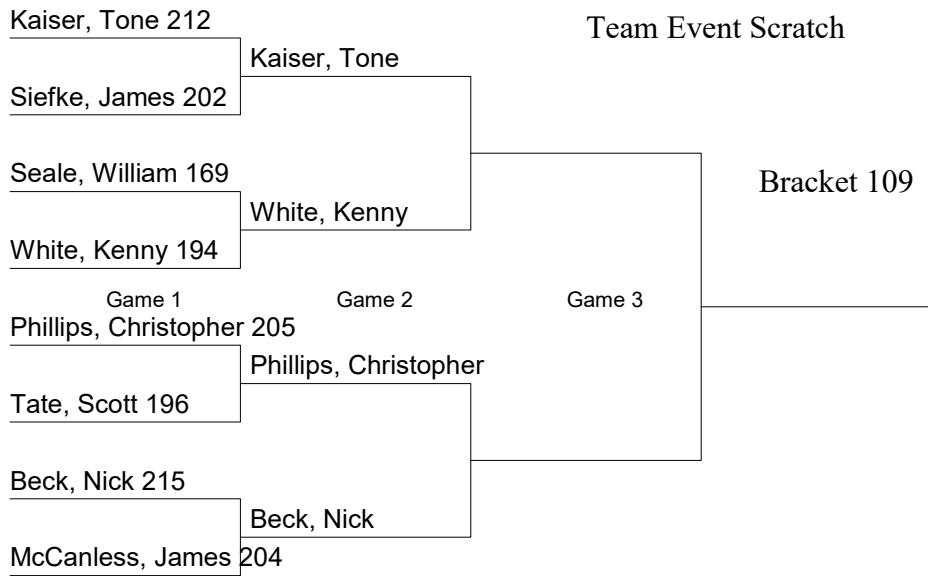 Kaiser, Tone 212
Team Event Scratch
Kaiser, Tone
Siefke, James 202
Seale, William 169
Bracket 109
White, Kenny
White, Kenny 194
Game 1
Game 2
Game 3
Phillips, Christopher 205
Phillips, Christopher
Tate, Scott 196
Beck, Nick 215
Beck, Nick
McCanless, James 204